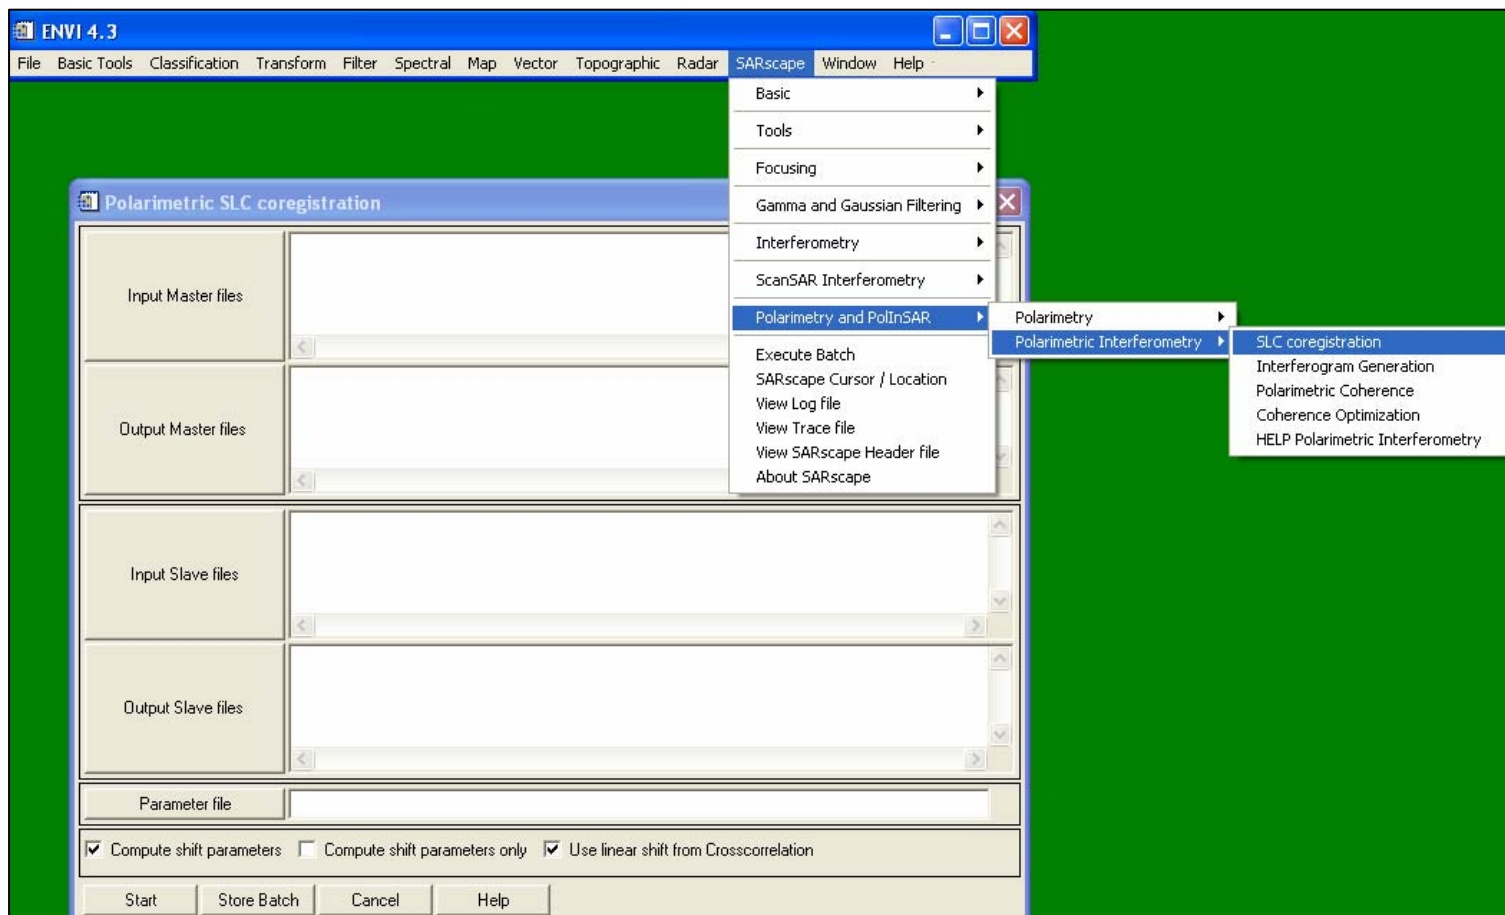 ENVI 4.3
File Basic Tools Classification Transform Filter Spectral Map Vector Topographic Radar SARscape Window Help
Basic
Tools
Focusing
Gamma and Gaussian Filtering
Interferometry
ScanSAR Interferometry
Polarimetry and PolInSAR
Execute Batch
SARscape Cursor / Location
View Log file
View Trace file
View SARscape Header file
About SARscape
Polarimetry
Polarimetric Interferometry
SLC coregistration
Interferogram Generation
Polarimetric Coherence
Coherence Optimization
HELP Polarimetric Interferometry
Polarimetric SLC coregistration
Input Master files
Output Master files
Input Slave files
Output Slave files
Parameter file
Compute shift parameters Compute shift parameters only Use linear shift from Crosscorrelation
Start Store Batch Cancel Help